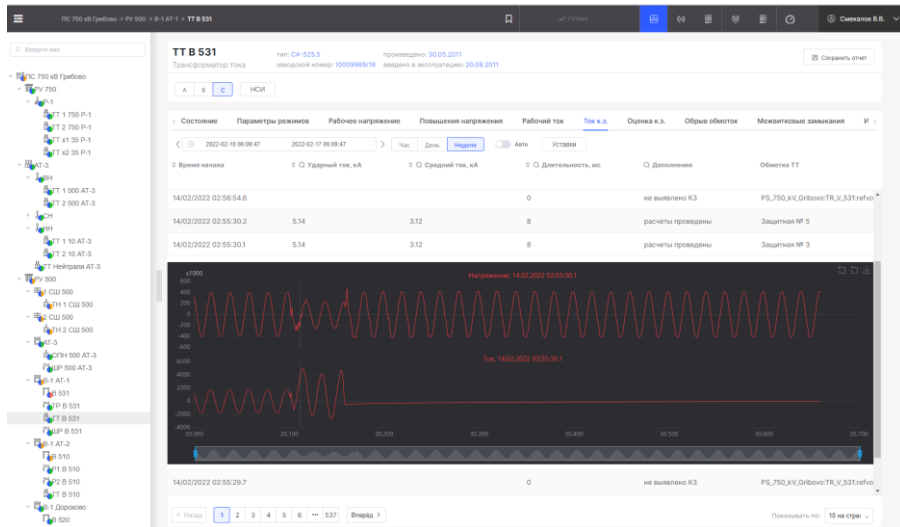 ПС 750 кВ Грибово → РУ 500 → В-1 АТ-1 → ТТ В 531
Готово
Смехалов В.В.
Введите имя
ПС 750 кВ Грибово
РУ 750
Р-1
ТТ 1 750 Р-1
ТТ 2 750 Р-1
ТТ х1 35 Р-1
ТТ х2 35 Р-1
АТ-3
ВН
ТТ 1 500 АТ-3
ТТ 2 500 АТ-3
СН
НН
ТТ 1 10 АТ-3
ТТ 2 10 АТ-3
ТТ Нейтрали АТ-3
РУ 500
1 СШ 500
ТН 1 СШ 500
2 СШ 500
ТН 2 СШ 500
АТ-3
ОПН 500 АТ-3
ШР 500 АТ-3
В-1 АТ-1
В 531
ТР В 531
ТТ В 531
ШР В 531
В-1 АТ-2
В 510
Р1 В 510
Р2 В 510
ТТ В 510
В-1 Дорохово
В 520
ТТ В 531
Трансформатор тока
тип: СА-525.5
заводской номер: 10009969/18
произведено: 30.05.2011
введено в эксплуатацию: 20.08.2011
Сохранить отчет
А В С НСИ
Состояние Параметры режимов Рабочее напряжение Повышения напряжения Рабочий ток Ток к.з. Оценка к.з. Обрыв обмоток Межвитковые замыкания И
2022-02-10 06:09:47 2022-02-17 06:09:47 Час День Неделя Авто Уставки
Время начала Ударный ток, кА Средний ток, кА Длительность, мс Дополнение Обмотка ТТ
14/02/2022 02:56:54.6 0 не выявлено КЗ PS_750_kV_Gribovo:TR_V_531:refvo
14/02/2022 02:55:30.2 5.14 3.12 8 расчеты проведены Защитная № 5
14/02/2022 02:55:30.1 5.14 3.12 8 расчеты проведены Защитная № 3
x1000
Напряжение, 14.02.2022 02:55:30.1
600
400
200
0
-200
-400
-600
Ток, 14.02.2022 02:55:30.1
6000
4000
2000
0
-2000
-4000
30.000 30.100 30.200 30.300 30.400 30.500 30.600 30.700
14/02/2022 02:55:29.7 0 не выявлено КЗ PS_750_kV_Gribovo:TR_V_531:refvo
Назад 1 2 3 4 5 6 ••• 537 Вперёд
Показывать по: 10 на стран